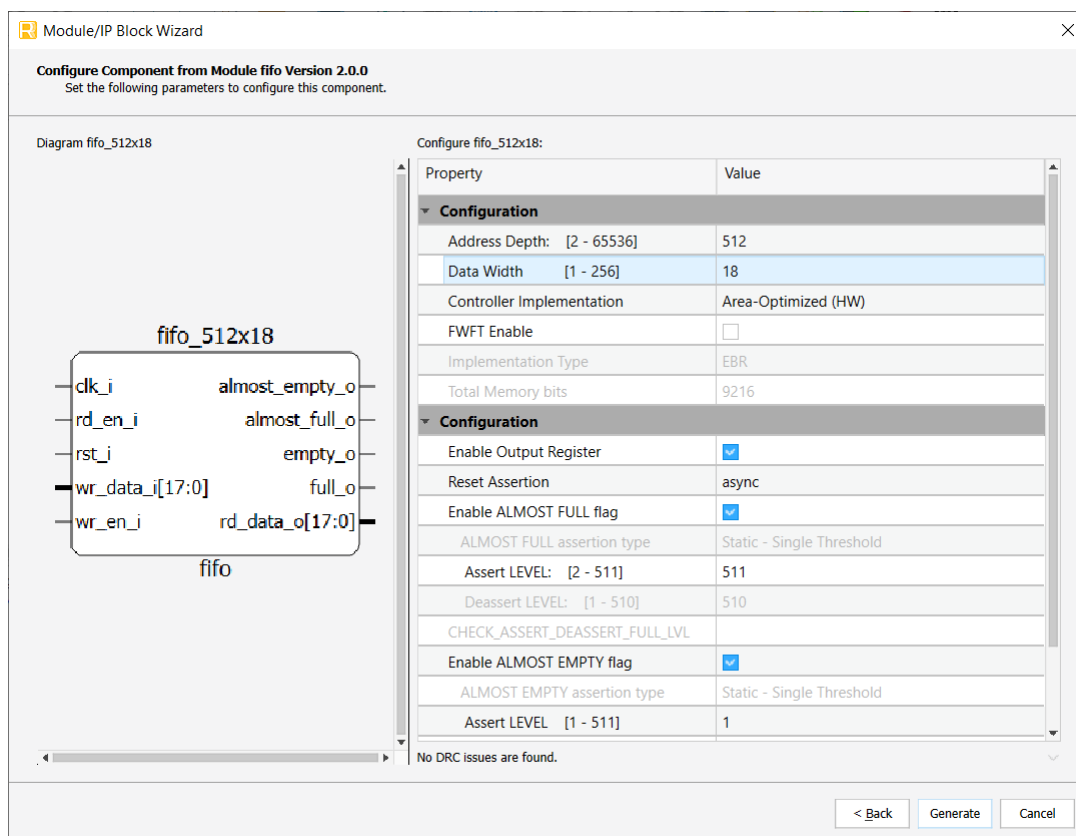 Module/IP Block Wizard
Configure Component from Module fifo Version 2.0.0
Set the following parameters to configure this component.
Diagram fifo_512x18
fifo_512x18
clk_i almost_empty_o
rd_en_i almost_full_o
rst_i empty_o
wr_data_i[17:0] full_o
wr_en_i rd_data_o[17:0]
fifo
Configure fifo_512x18:
Property Value
Configuration
Address Depth: [2 - 65536] 512
Data Width [1 - 256] 18
Controller Implementation Area-Optimized (HW)
FWFT Enable
Implementation Type EBR
Total Memory bits 9216
Configuration
Enable Output Register
Reset Assertion async
Enable ALMOST FULL flag
ALMOST FULL assertion type Static - Single Threshold
Assert LEVEL: [2 - 511] 511
Deassert LEVEL: [1 - 510] 510
CHECK_ASSERT_DEASSERT_FULL_LVL
Enable ALMOST EMPTY flag
ALMOST EMPTY assertion type Static - Single Threshold
Assert LEVEL [1 - 511] 1
No DRC issues are found.
< Back Generate Cancel